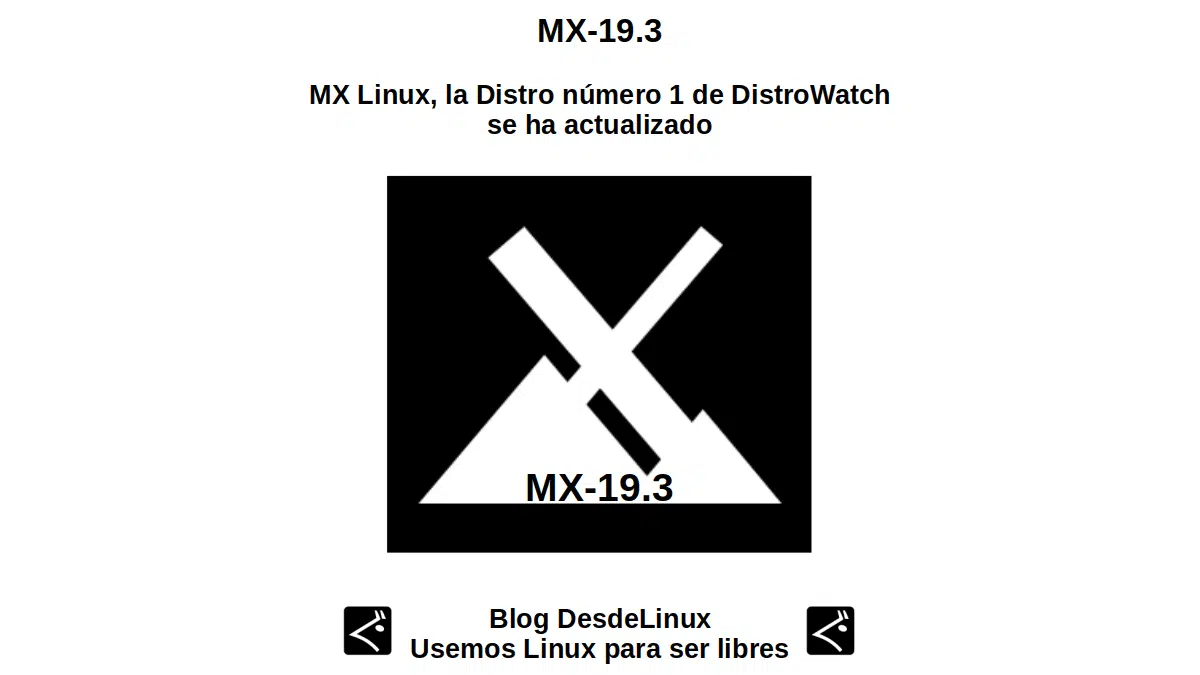 MX-19.3
MX Linux, la Distro número 1 de DistroWatch
se ha actualizado
MX-19.3
Blog DesdeLinux
Usemos Linux para ser libres